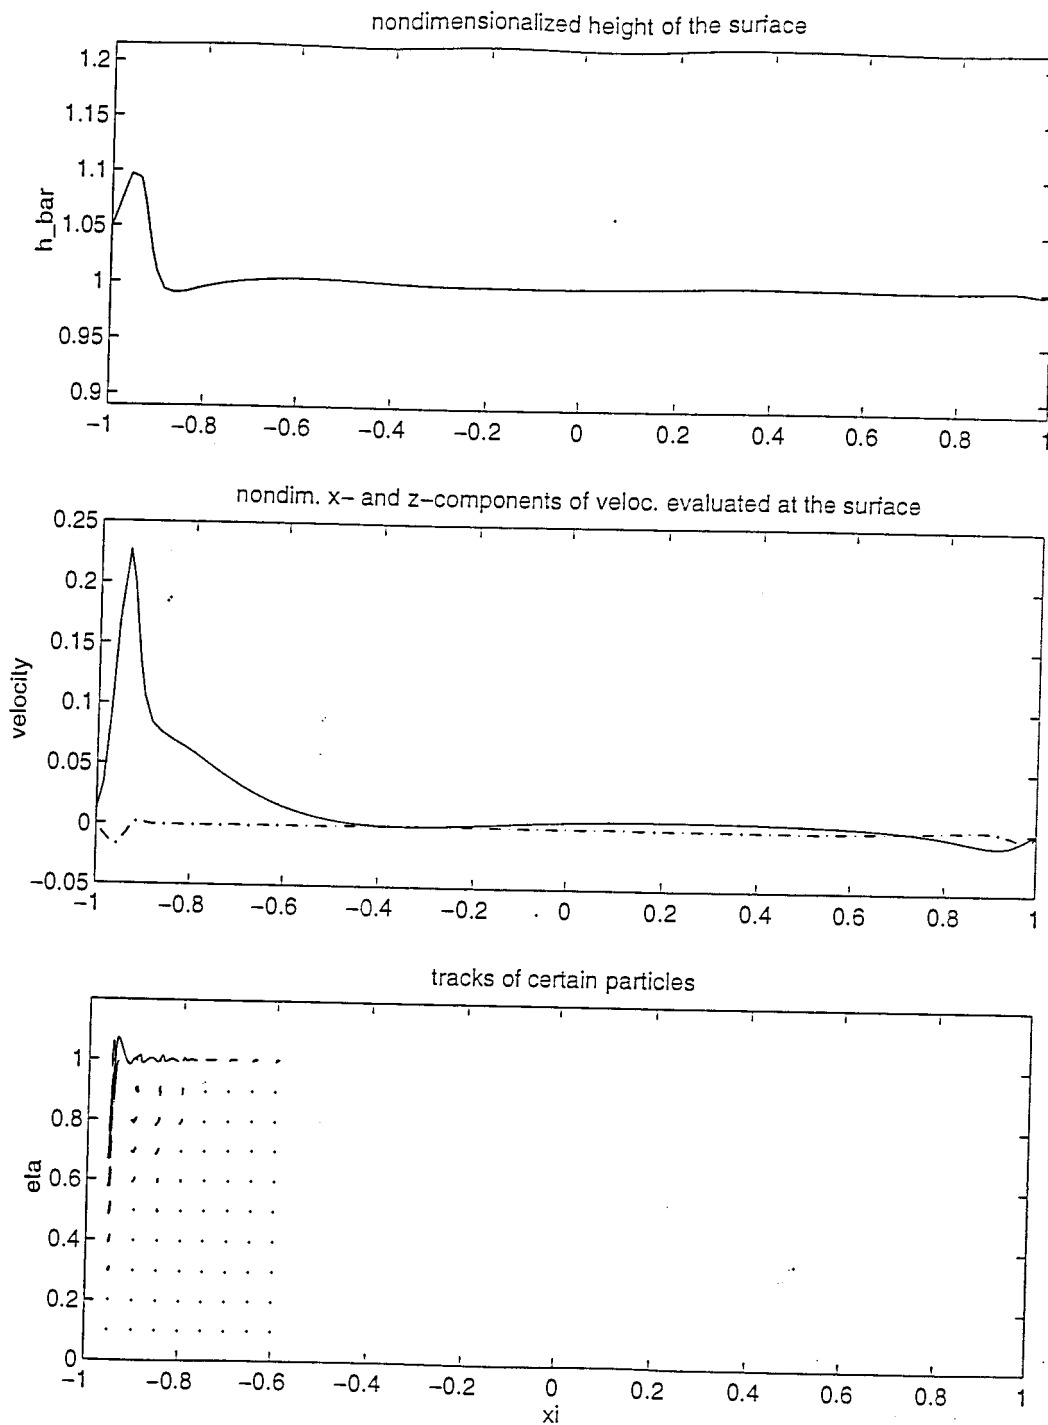 nondimensionalized height of the surface
1.2
1.15
1.1
1.05
1
0.95
0.9
h_bar
-1 -0.8 -0.6 -0.4 -0.2 0 0.2 0.4 0.6 0.8 1
nondim. x- and z-components of veloc. evaluated at the surface
0.25
0.2
0.15
0.1
0.05
0
-0.05
velocity
-1 -0.8 -0.6 -0.4 -0.2 0 0.2 0.4 0.6 0.8 1
tracks of certain particles
1
0.8
0.6
0.4
0.2
0
eta
-1 -0.8 -0.6 -0.4 -0.2 0 0.2 0.4 0.6 0.8 1
xi